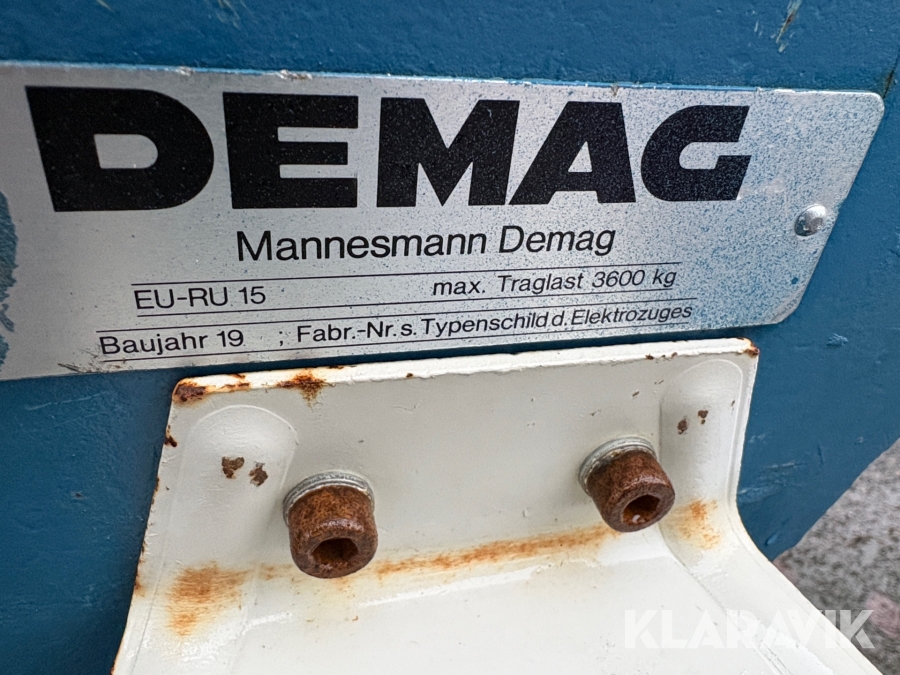 DEMAG
Mannesmann Demag
EU-RU 15 max. Traglast 3600 kg
Baujahr 19 ; Fabr.-Nr. s. Typenschild d. Elektrozuges
KLARAVIK